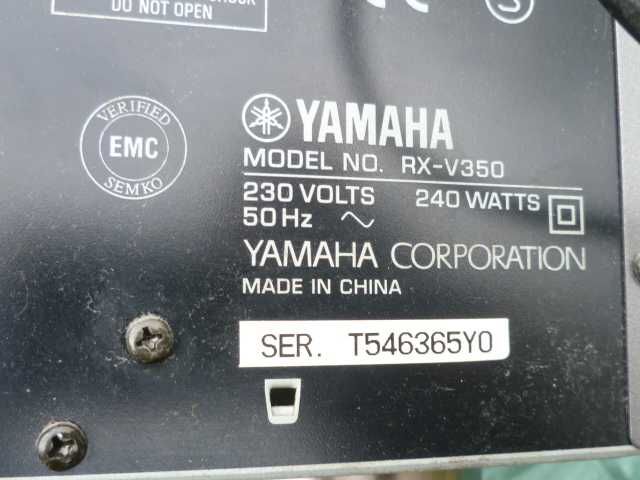 DO NOT OPEN
S
VERIFIED
EMC
SEMKO
YAMAHA
MODEL NO. RX-V350
230 VOLTS 240 WATTS
50 Hz ~
YAMAHA CORPORATION
MADE IN CHINA
SER. T546365Y0